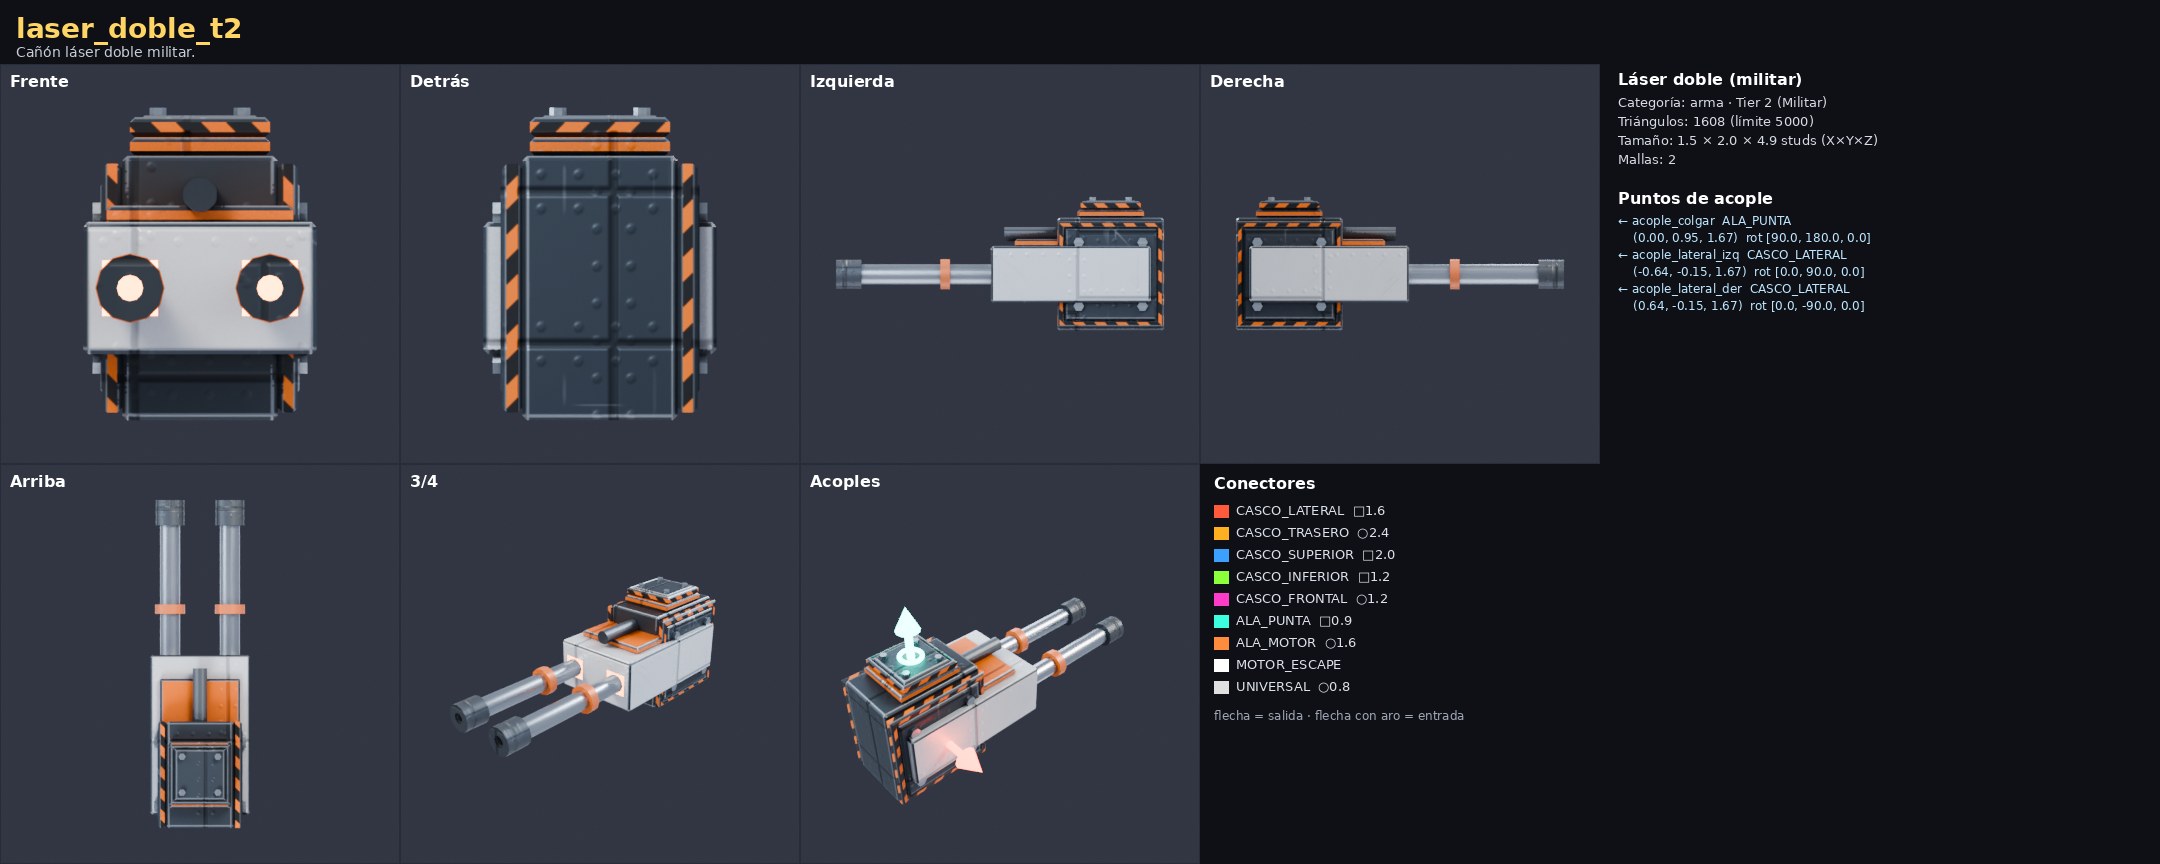 laser_doble_t2
Cañón láser doble militar.
Frente
Detrás
Izquierda
Derecha
Láser doble (militar)
Categoría: arma · Tier 2 (Militar)
Triángulos: 1608 (límite 5000)
Tamaño: 1.5 × 2.0 × 4.9 studs (X×Y×Z)
Mallas: 2
Puntos de acople
← acople_colgar ALA_PUNTA
(0.00, 0.95, 1.67) rot [90.0, 180.0, 0.0]
← acople_lateral_izq CASCO_LATERAL
(-0.64, -0.15, 1.67) rot [0.0, 90.0, 0.0]
← acople_lateral_der CASCO_LATERAL
(0.64, -0.15, 1.67) rot [0.0, -90.0, 0.0]
Arriba
3/4
Acoples
Conectores
CASCO_LATERAL □1.6
CASCO_TRASERO ○2.4
CASCO_SUPERIOR □2.0
CASCO_INFERIOR □1.2
CASCO_FRONTAL ○1.2
ALA_PUNTA □0.9
ALA_MOTOR ○1.6
MOTOR_ESCAPE
UNIVERSAL ○0.8
flecha = salida · flecha con aro = entrada